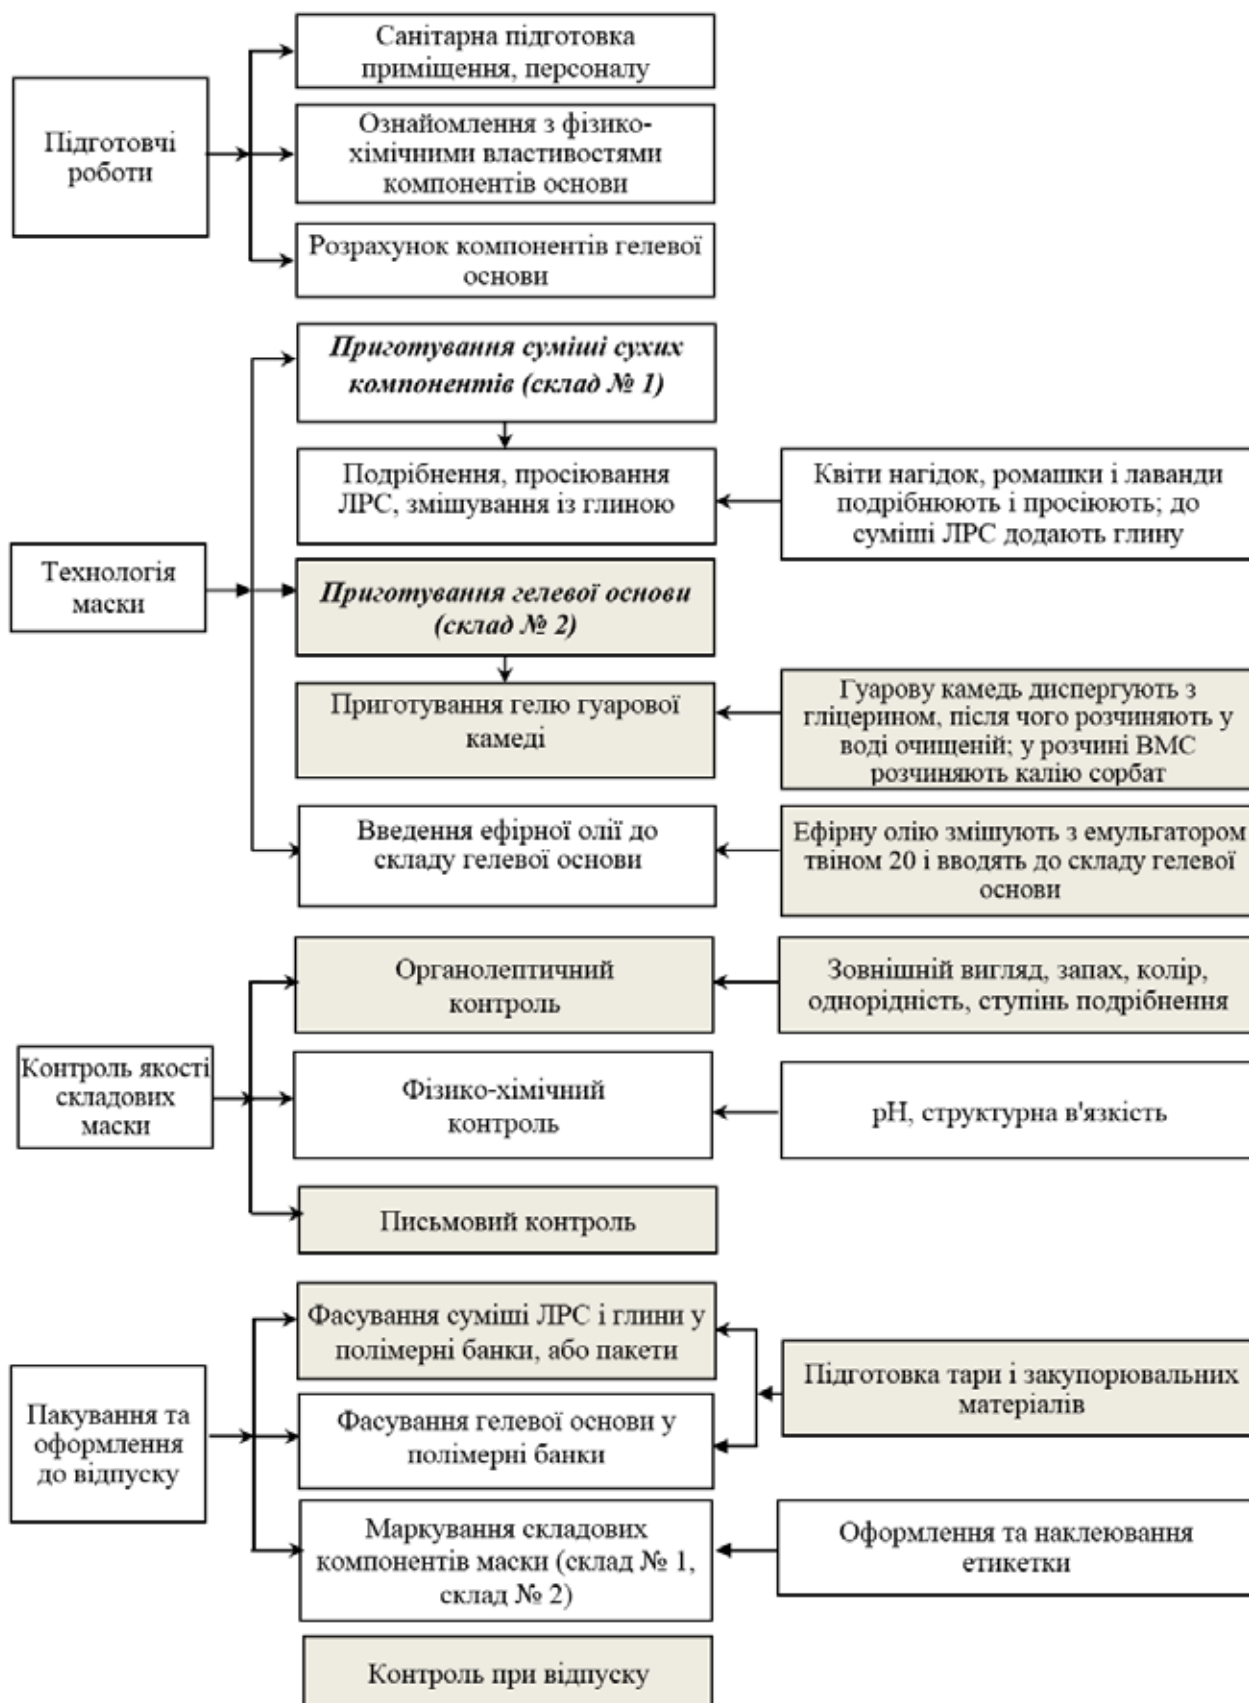 Санітарна підготовка
приміщення, персоналу
Підготовчі
роботи
Ознайомлення з фізико-
хімічними властивостями
компонентів основи
Розрахунок компонентів гелевої
основи
Приготування суміші сухих
компонентів (склад № 1)
Подрібнення, просіювання
ЛРС, змішування із глиною
Квіти нагідок, ромашки і лаванди
подрібнюють і просіюють; до
суміші ЛРС додають глину
Технологія
маски
Приготування гелевої основи
(склад № 2)
Приготування гелю гуарової
камеді
Гуарову камедь диспергують з
гліцерином, після чого розчиняють у
воді очищеній; у розчині ВМС
розчиняють калію сорбат
Введення ефірної олії до
складу гелевої основи
Ефірну олію змішують з емульгатором
твіном 20 і вводять до складу гелевої
основи
Органолептичний
контроль
Зовнішній вигляд, запах, колір,
однорідність, ступінь подрібнення
Контроль якості
складових
маски
Фізико-хімічний
контроль
рН, структурна в'язкість
Письмовий контроль
Фасування суміші ЛРС і глини у
полімерні банки, або пакети
Підготовка тари і закупорювальних
матеріалів
Пакування та
оформлення
до відпуску
Фасування гелевої основи у
полімерні банки
Маркування складових
компонентів маски (склад № 1,
склад № 2)
Оформлення та наклеювання
етикетки
Контроль при відпуску